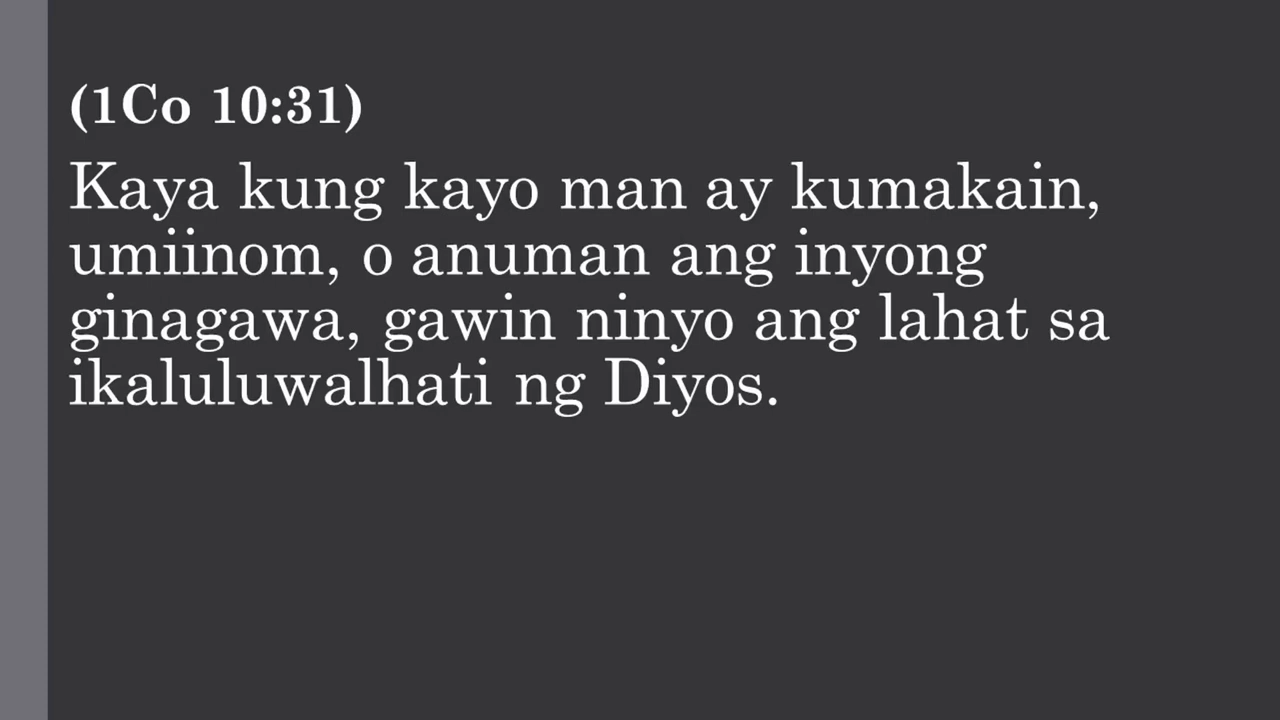 (1Co 10:31)
Kaya kung kayo man ay kumakain,
umiinom, o anuman ang inyong
ginagawa, gawin ninyo ang lahat sa
ikaluluwalhati ng Diyos.